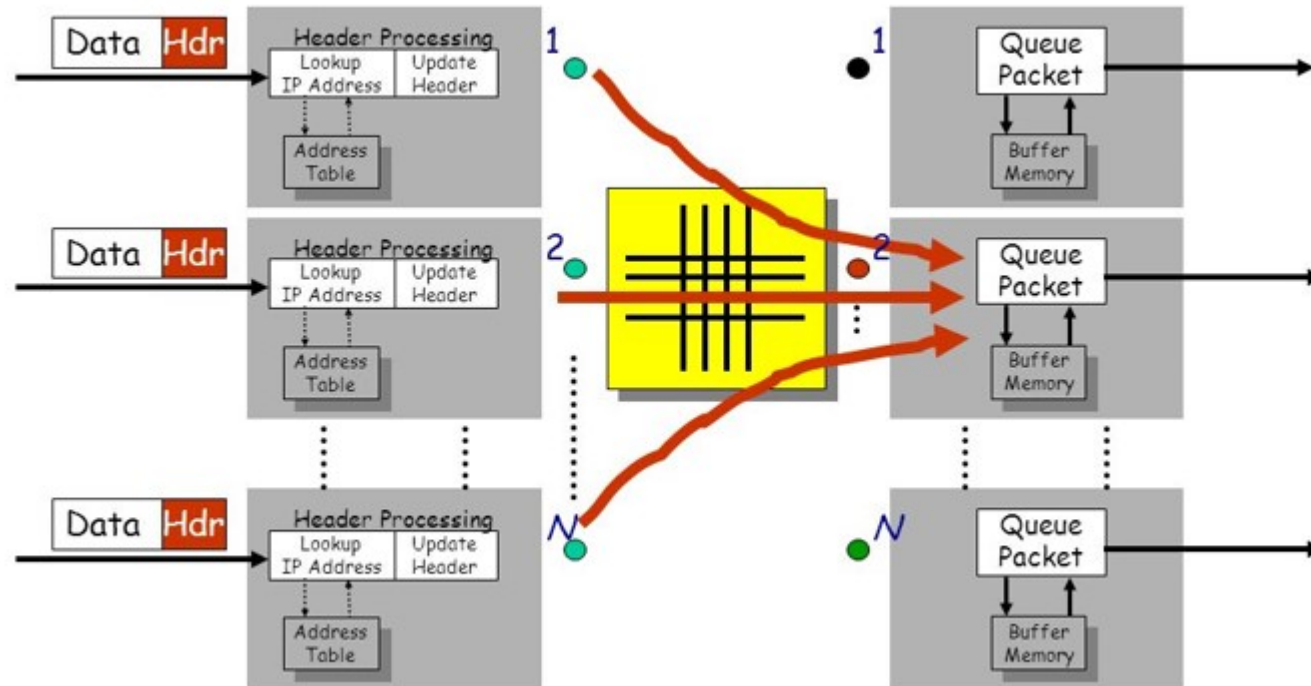 Data Hdr
Header Processing
Lookup
IP Address
Update
Header
Address
Table
1
1
Queue
Packet
Buffer
Memory
Data Hdr
Header Processing
Lookup
IP Address
Update
Header
Address
Table
2
2
Queue
Packet
Buffer
Memory
Data Hdr
Header Processing
Lookup
IP Address
Update
Header
Address
Table
N
N
Queue
Packet
Buffer
Memory